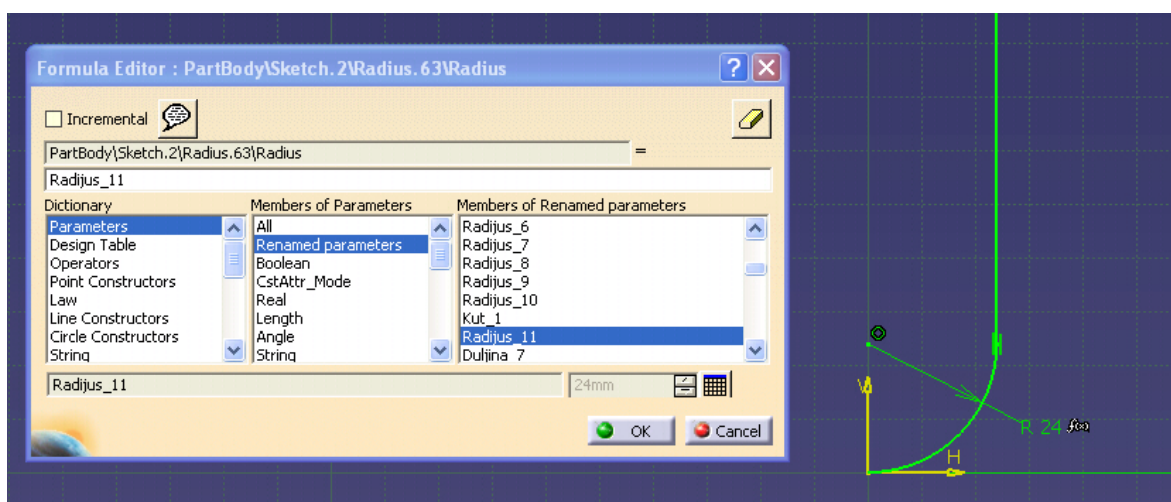 Formula Editor : PartBody\Sketch.2\Radius.63\Radius
Incremental
PartBody\Sketch.2\Radius.63\Radius =
Radijus_11
Dictionary Members of Parameters Members of Renamed parameters
Parameters All Radijus_6
Design Table Renamed parameters Radijus_7
Operators Boolean Radijus_8
Point Constructors CstAttr_Mode Radijus_9
Law Real Radijus_10
Line Constructors Length Kut_1
Circle Constructors Angle Radijus_11
String String Duljina_7
Radijus_11 24mm
OK Cancel
V
H
R 24 f(x)
H